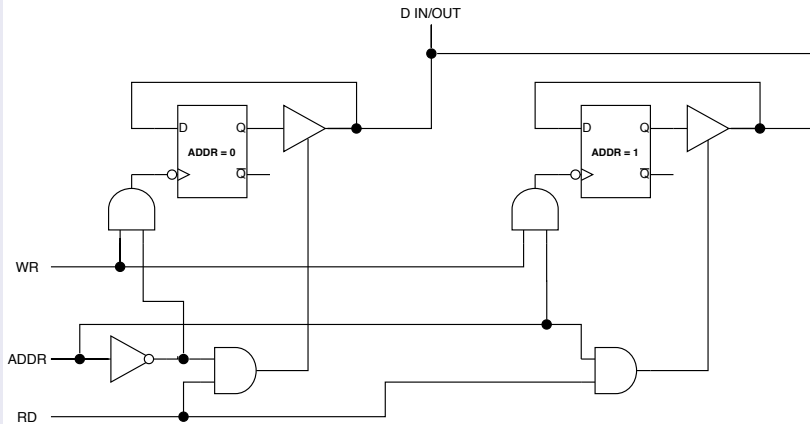 D IN/OUT
D Q
ADDR = 0
Q
D Q
ADDR = 1
Q
WR
ADDR
RD